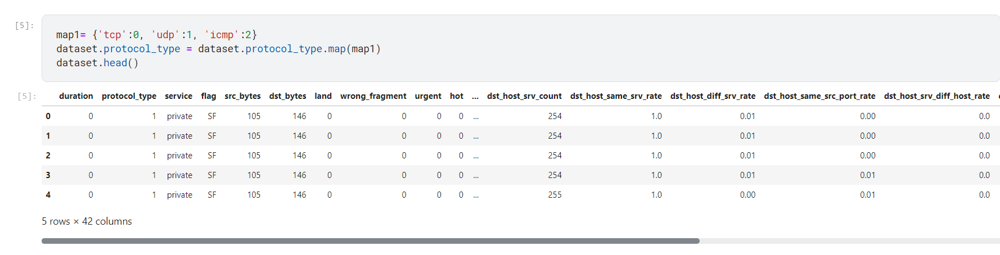 [5]:
map1= {'tcp':0, 'udp':1, 'icmp':2}
dataset.protocol_type = dataset.protocol_type.map(map1)
dataset.head()
[5]:
duration protocol_type service flag src_bytes dst_bytes land wrong_fragment urgent hot ... dst_host_srv_count dst_host_same_srv_rate dst_host_diff_srv_rate dst_host_same_src_port_rate dst_host_srv_diff_host_rate
0 0 1 private SF 105 146 0 0 0 0 ... 254 1.0 0.01 0.00 0.0
1 0 1 private SF 105 146 0 0 0 0 ... 254 1.0 0.01 0.00 0.0
2 0 1 private SF 105 146 0 0 0 0 ... 254 1.0 0.01 0.00 0.0
3 0 1 private SF 105 146 0 0 0 0 ... 254 1.0 0.01 0.01 0.0
4 0 1 private SF 105 146 0 0 0 0 ... 255 1.0 0.00 0.01 0.0
5 rows × 42 columns